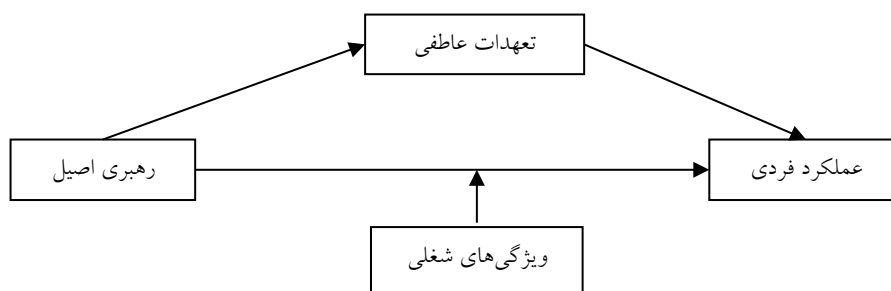 تعهدات عاطفی
رهبری اصیل
عملکرد فردی
ویژگی‌های شغلی